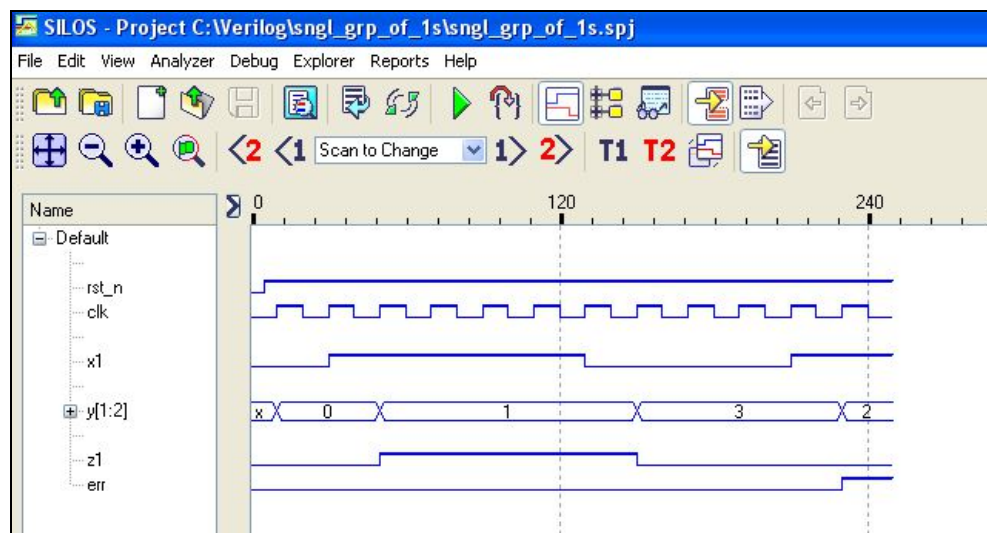 SILOS - Project C:\Verilog\sngl_grp_of_1s\sngl_grp_of_1s.spj
File Edit View Analyzer Debug Explorer Reports Help
2 1 Scan to Change 1 2 T1 T2
Name 0 120 240
Default
rst_n
clk
x1
y[1:2] x 0 1 3 2
z1
err